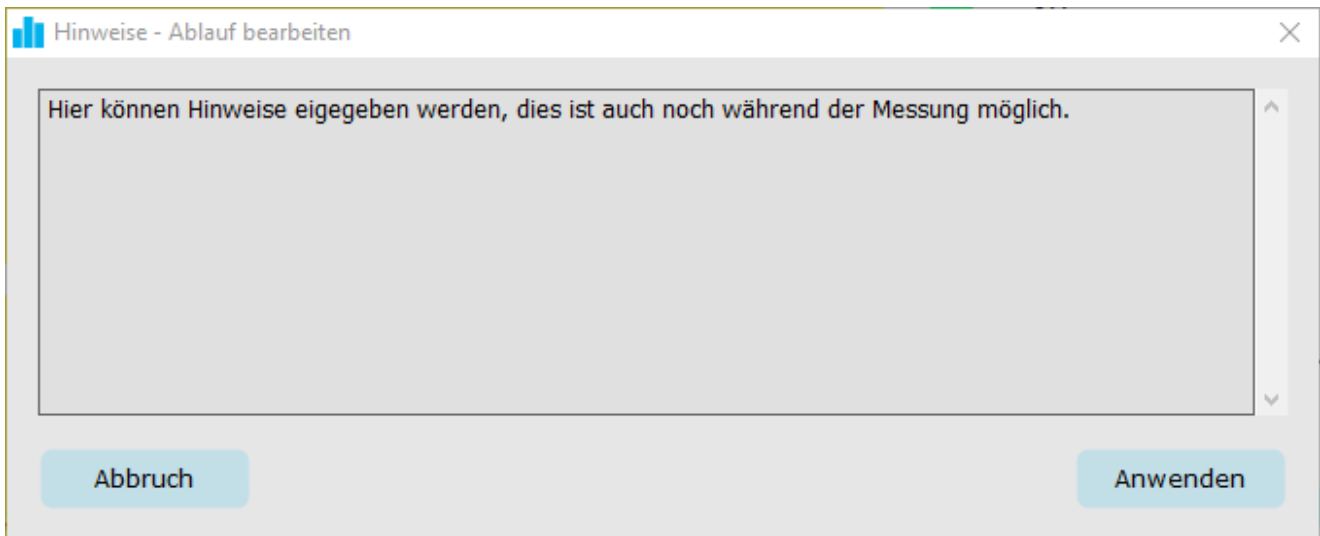 Hinweise - Ablauf bearbeiten
Hier können Hinweise eigegeben werden, dies ist auch noch während der Messung möglich.
Abbruch
Anwenden